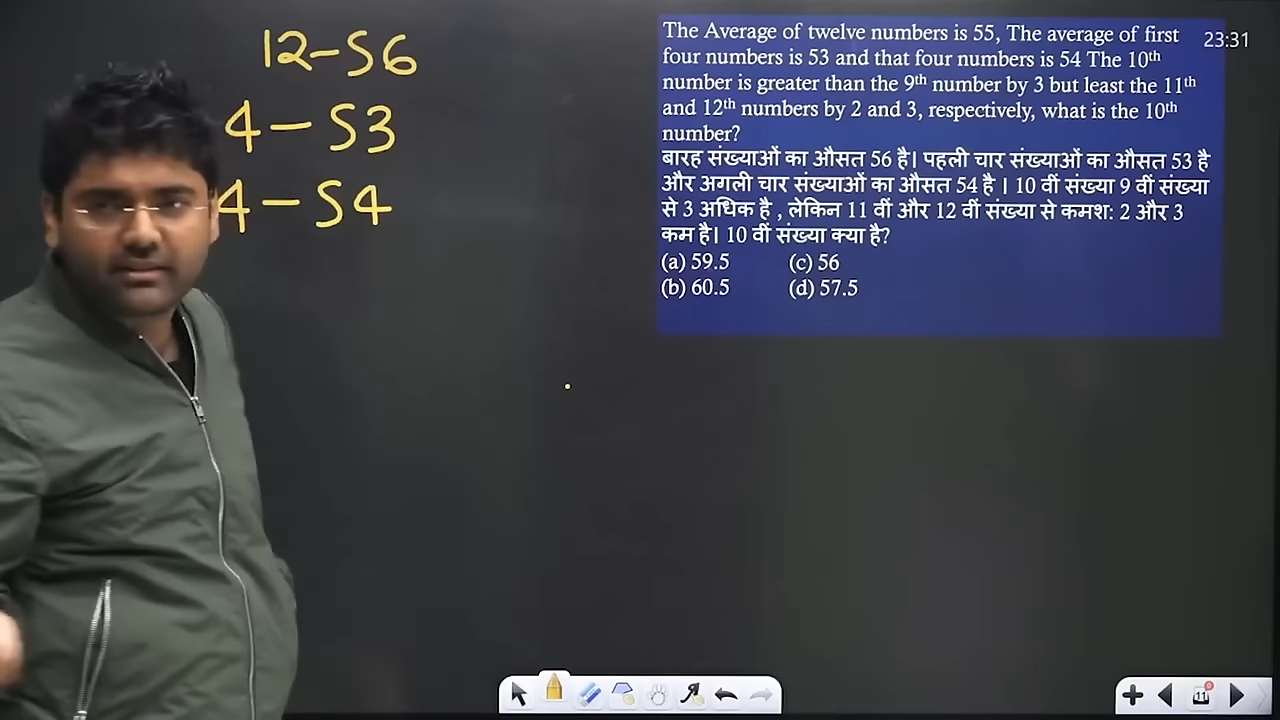 12-56
4-53
4-54
The Average of twelve numbers is 55, The average of first
four numbers is 53 and that four numbers is 54 The 10th
number is greater than the 9th number by 3 but least the 11th
and 12th numbers by 2 and 3, respectively, what is the 10th
number?
बारह संख्याओं का औसत 56 है। पहली चार संख्याओं का औसत 53 है
और अगली चार संख्याओं का औसत 54 है । 10 वीं संख्या 9 वीं संख्या
से 3 अधिक है , लेकिन 11 वीं और 12 वीं संख्या से कमश: 2 और 3
कम है। 10 वीं संख्या क्या है?
(a) 59.5 (c) 56
(b) 60.5 (d) 57.5
23:31
11